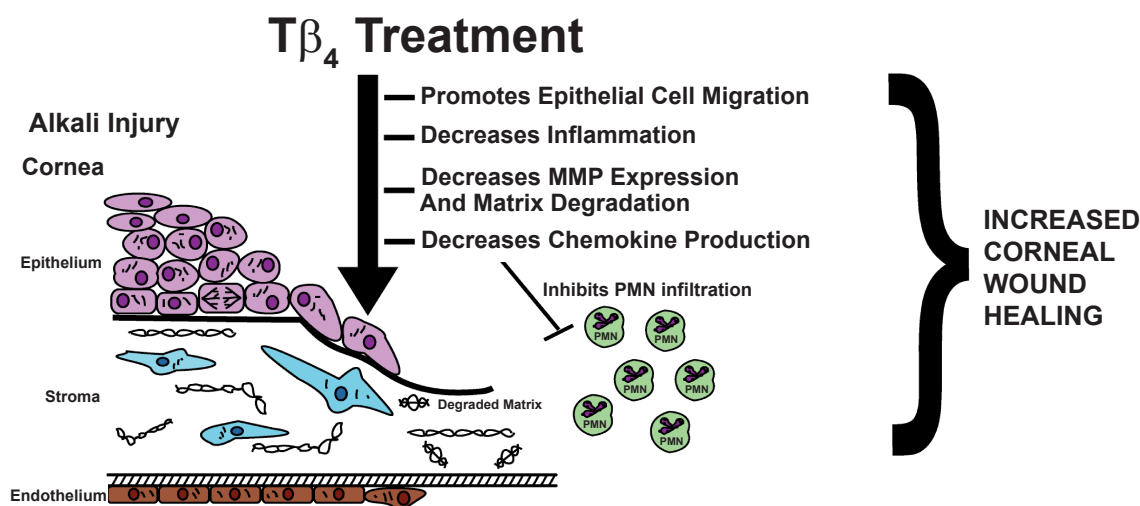 Tβ₄ Treatment
Promotes Epithelial Cell Migration
Decreases Inflammation
Decreases MMP Expression
And Matrix Degradation
Decreases Chemokine Production
Alkali Injury
Cornea
Epithelium
Inhibits PMN infiltration
PMN
PMN
PMN
PMN
PMN
PMN
Stroma
Degraded Matrix
Endothelium
INCREASED
CORNEAL
WOUND
HEALING